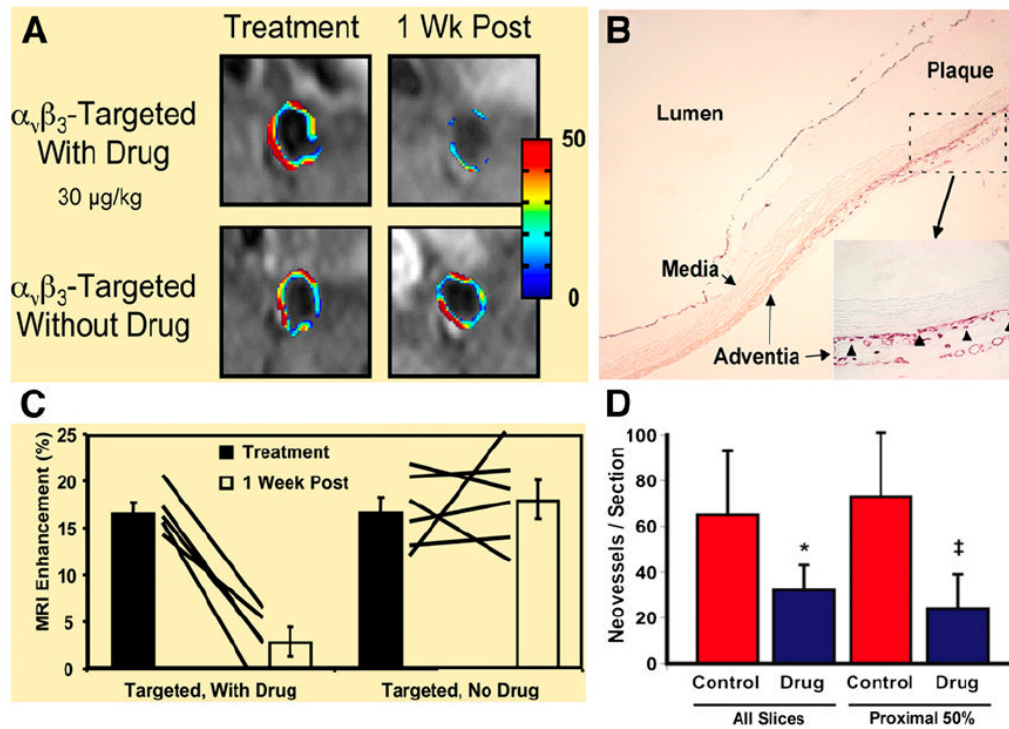 A
Treatment
1 Wk Post
αvβ3-Targeted
With Drug
30 µg/kg
αvβ3-Targeted
Without Drug
50
0
B
Lumen
Plaque
Media
Adventia
C
MRI Enhancement (%)
25
20
15
10
5
0
Treatment
1 Week Post
Targeted, With Drug
Targeted, No Drug
D
Neovessels / Section
100
80
60
40
20
0
*
‡
Control
Drug
Control
Drug
All Slices
Proximal 50%